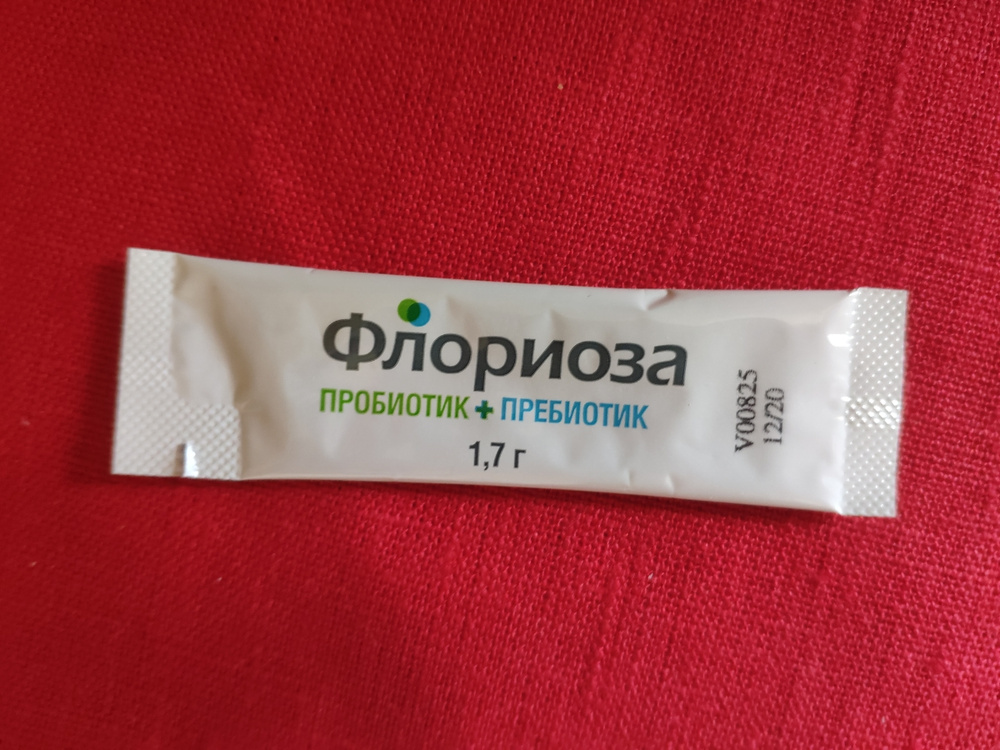 Флориоза
ПРОБИОТИК + ПРЕБИОТИК
1,7 г
V00825
12/20